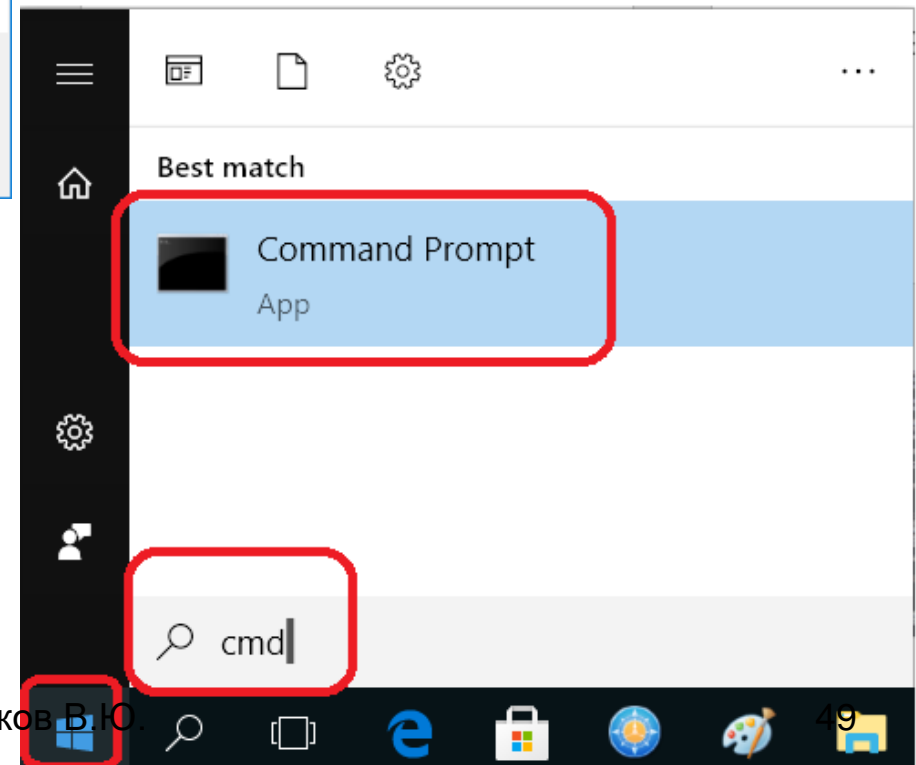 Best match
Command Prompt
App
cmd
ков В.Ю.
49